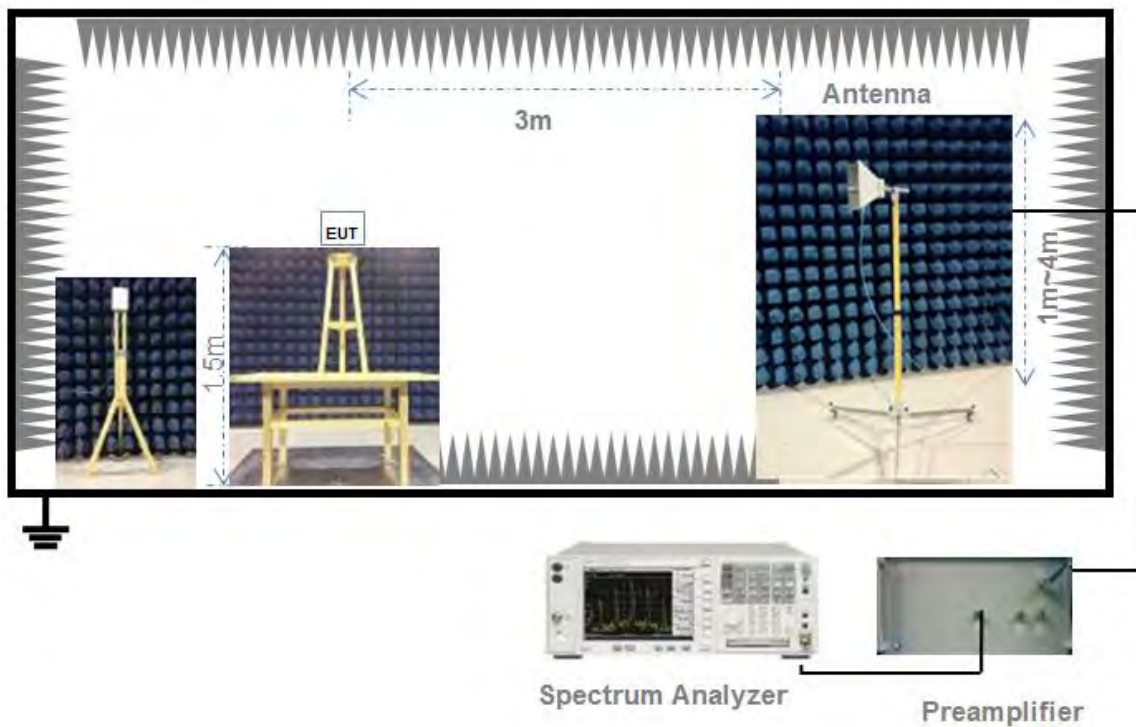 Antenna
3m
EUT
1.5m
1m~4m
Spectrum Analyzer
Preamplifier